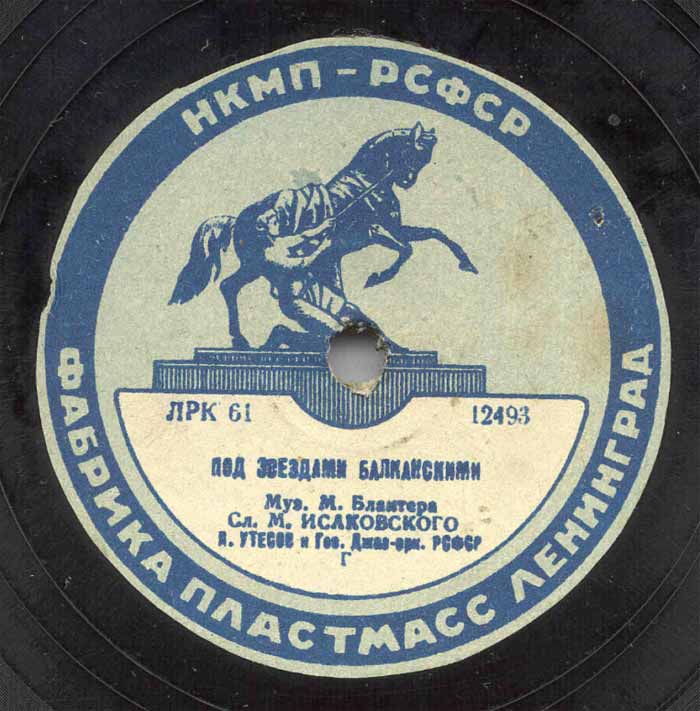 НКМП – РСФСР
ЛРК 61
12493
ПОД ЗВЕЗДАМИ БАЛКАНСКИМИ
Муз. М. Блантера
Сл. М. ИСАКОВСКОГО
Л. УТЕСОВ и Гос. Джаз-орк. РСФСР
Г
ФАБРИКА ПЛАСТМАСС ЛЕНИНГРАД